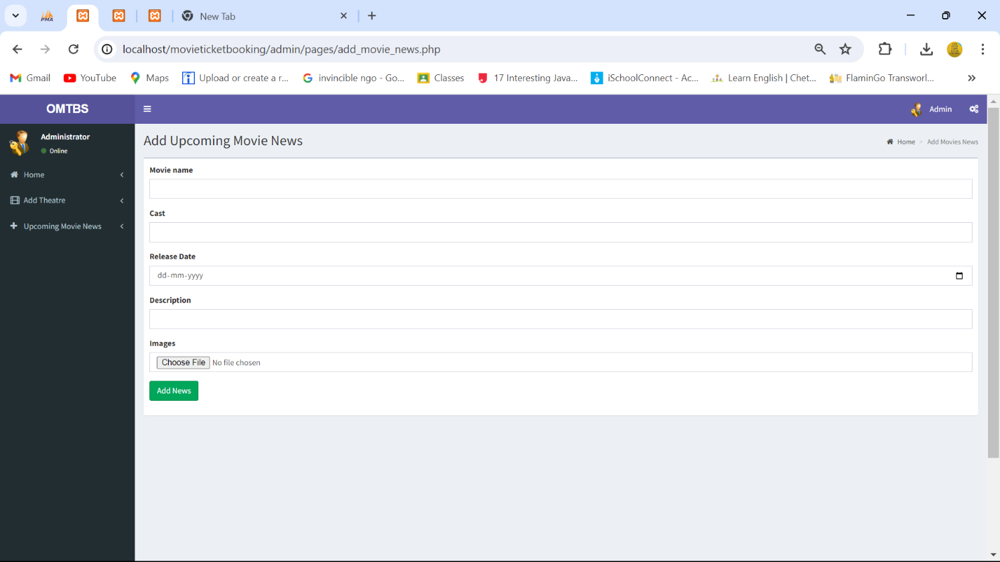 PMA
New Tab
localhost/movieticketbooking/admin/pages/add_movie_news.php
Gmail YouTube Maps Upload or create a r... invincible ngo - Go... Classes 17 Interesting Java... iSchoolConnect - Ac... Learn English | Chet... FlaminGo Transworl...
OMTBS
Admin
Administrator
Online
Home
Add Theatre
Upcoming Movie News
Add Upcoming Movie News
Home > Add Movies News
Movie name
Cast
Release Date
dd-mm-yyyy
Description
Images
Choose File No file chosen
Add News